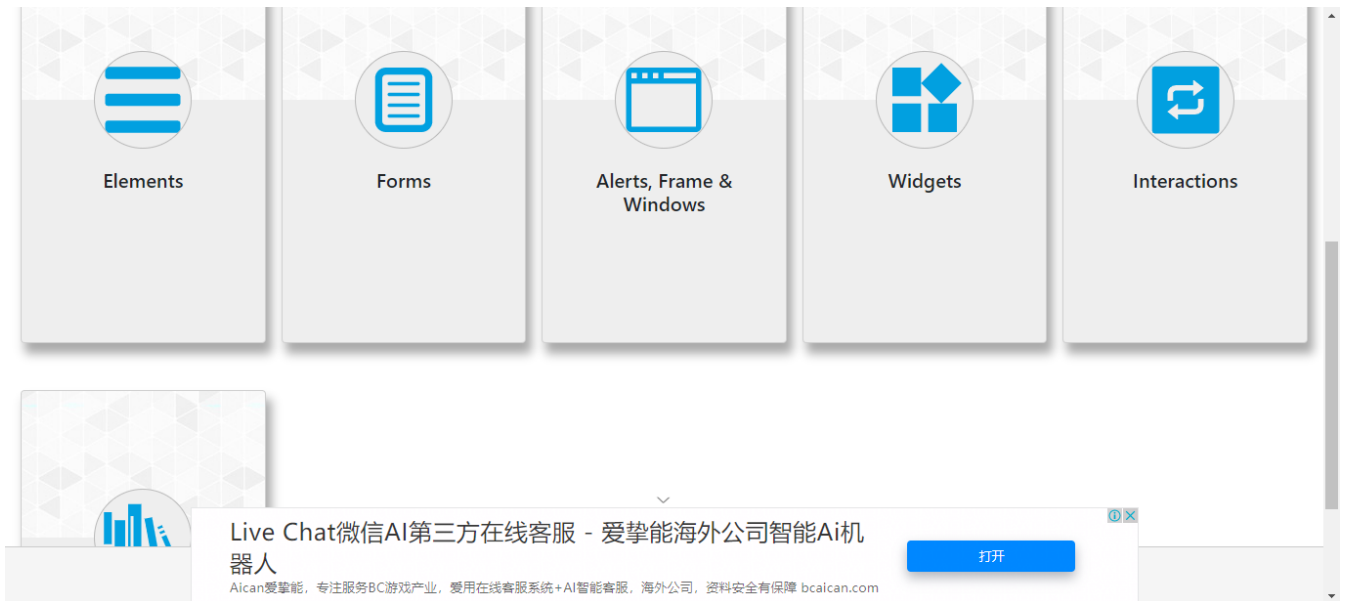 Elements
Forms
Alerts, Frame &
Windows
Widgets
Interactions
Live Chat微信AI第三方在线客服 - 爱挚能海外公司智能Ai机
器人
Aican爱挚能，专注服务BC游戏产业，爱用在线客服系统+AI智能客服，海外公司，资料安全有保障 bcaican.com
打开